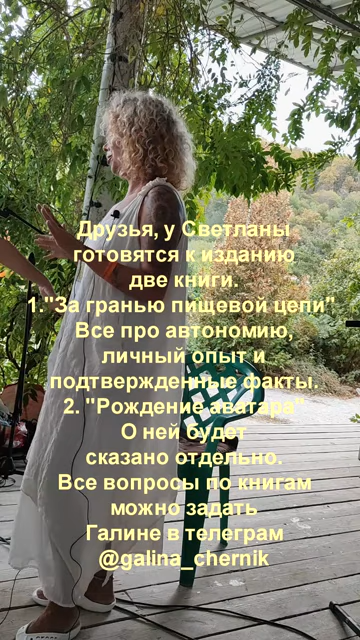 Друзья, у Светланы
готовятся к изданию
две книги.
1."За гранью пищевой цепи"
Все про автономию,
личный опыт и
подтвержденные факты.
2. "Рождение аватара"
О ней будет
сказано отдельно.
Все вопросы по книгам
можно задать
Галине в телеграм
@galina_chernik